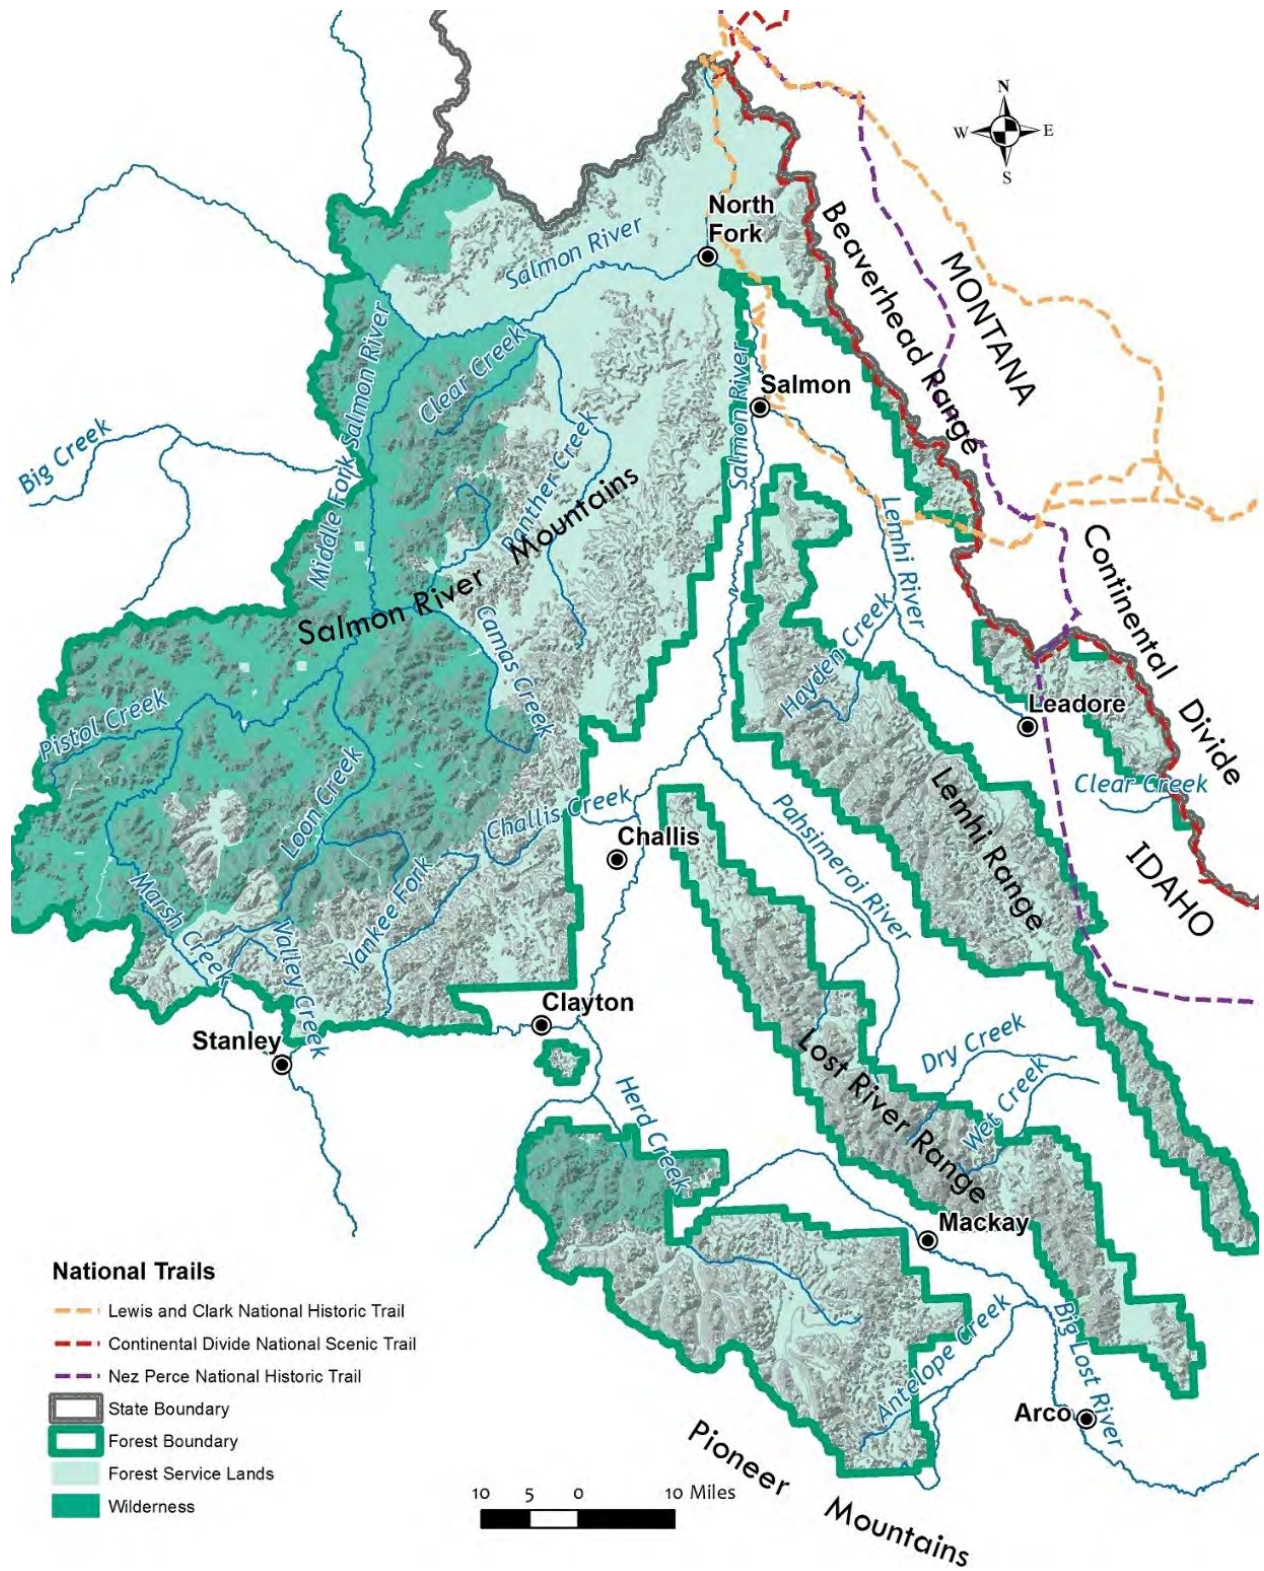 N
W E
S
North
Fork
Salmon River
Beaverhead Range
MONTANA
Middle Fork Salmon River
Clear Creek
Salmon River
Salmon
Big Creek
Panther Creek
Salmon River Mountains
Lemhi River
Continental Divide
Camas Creek
Hayden Creek
Leadore
Pistol Creek
Loon Creek
Clear Creek
Lemhi Range
Challis Creek
Challis
Pahsimeroi River
IDAHO
Marsh Creek
Yankee Fork
Valley Creek
Clayton
Stanley
Lost River Range
Dry Creek
Wet Creek
Herd Creek
Mackay
Antelope Creek
Big Lost River
Arco
Pioneer Mountains
National Trails
Lewis and Clark National Historic Trail
Continental Divide National Scenic Trail
Nez Perce National Historic Trail
State Boundary
Forest Boundary
Forest Service Lands
Wilderness
10 5 0 10 Miles